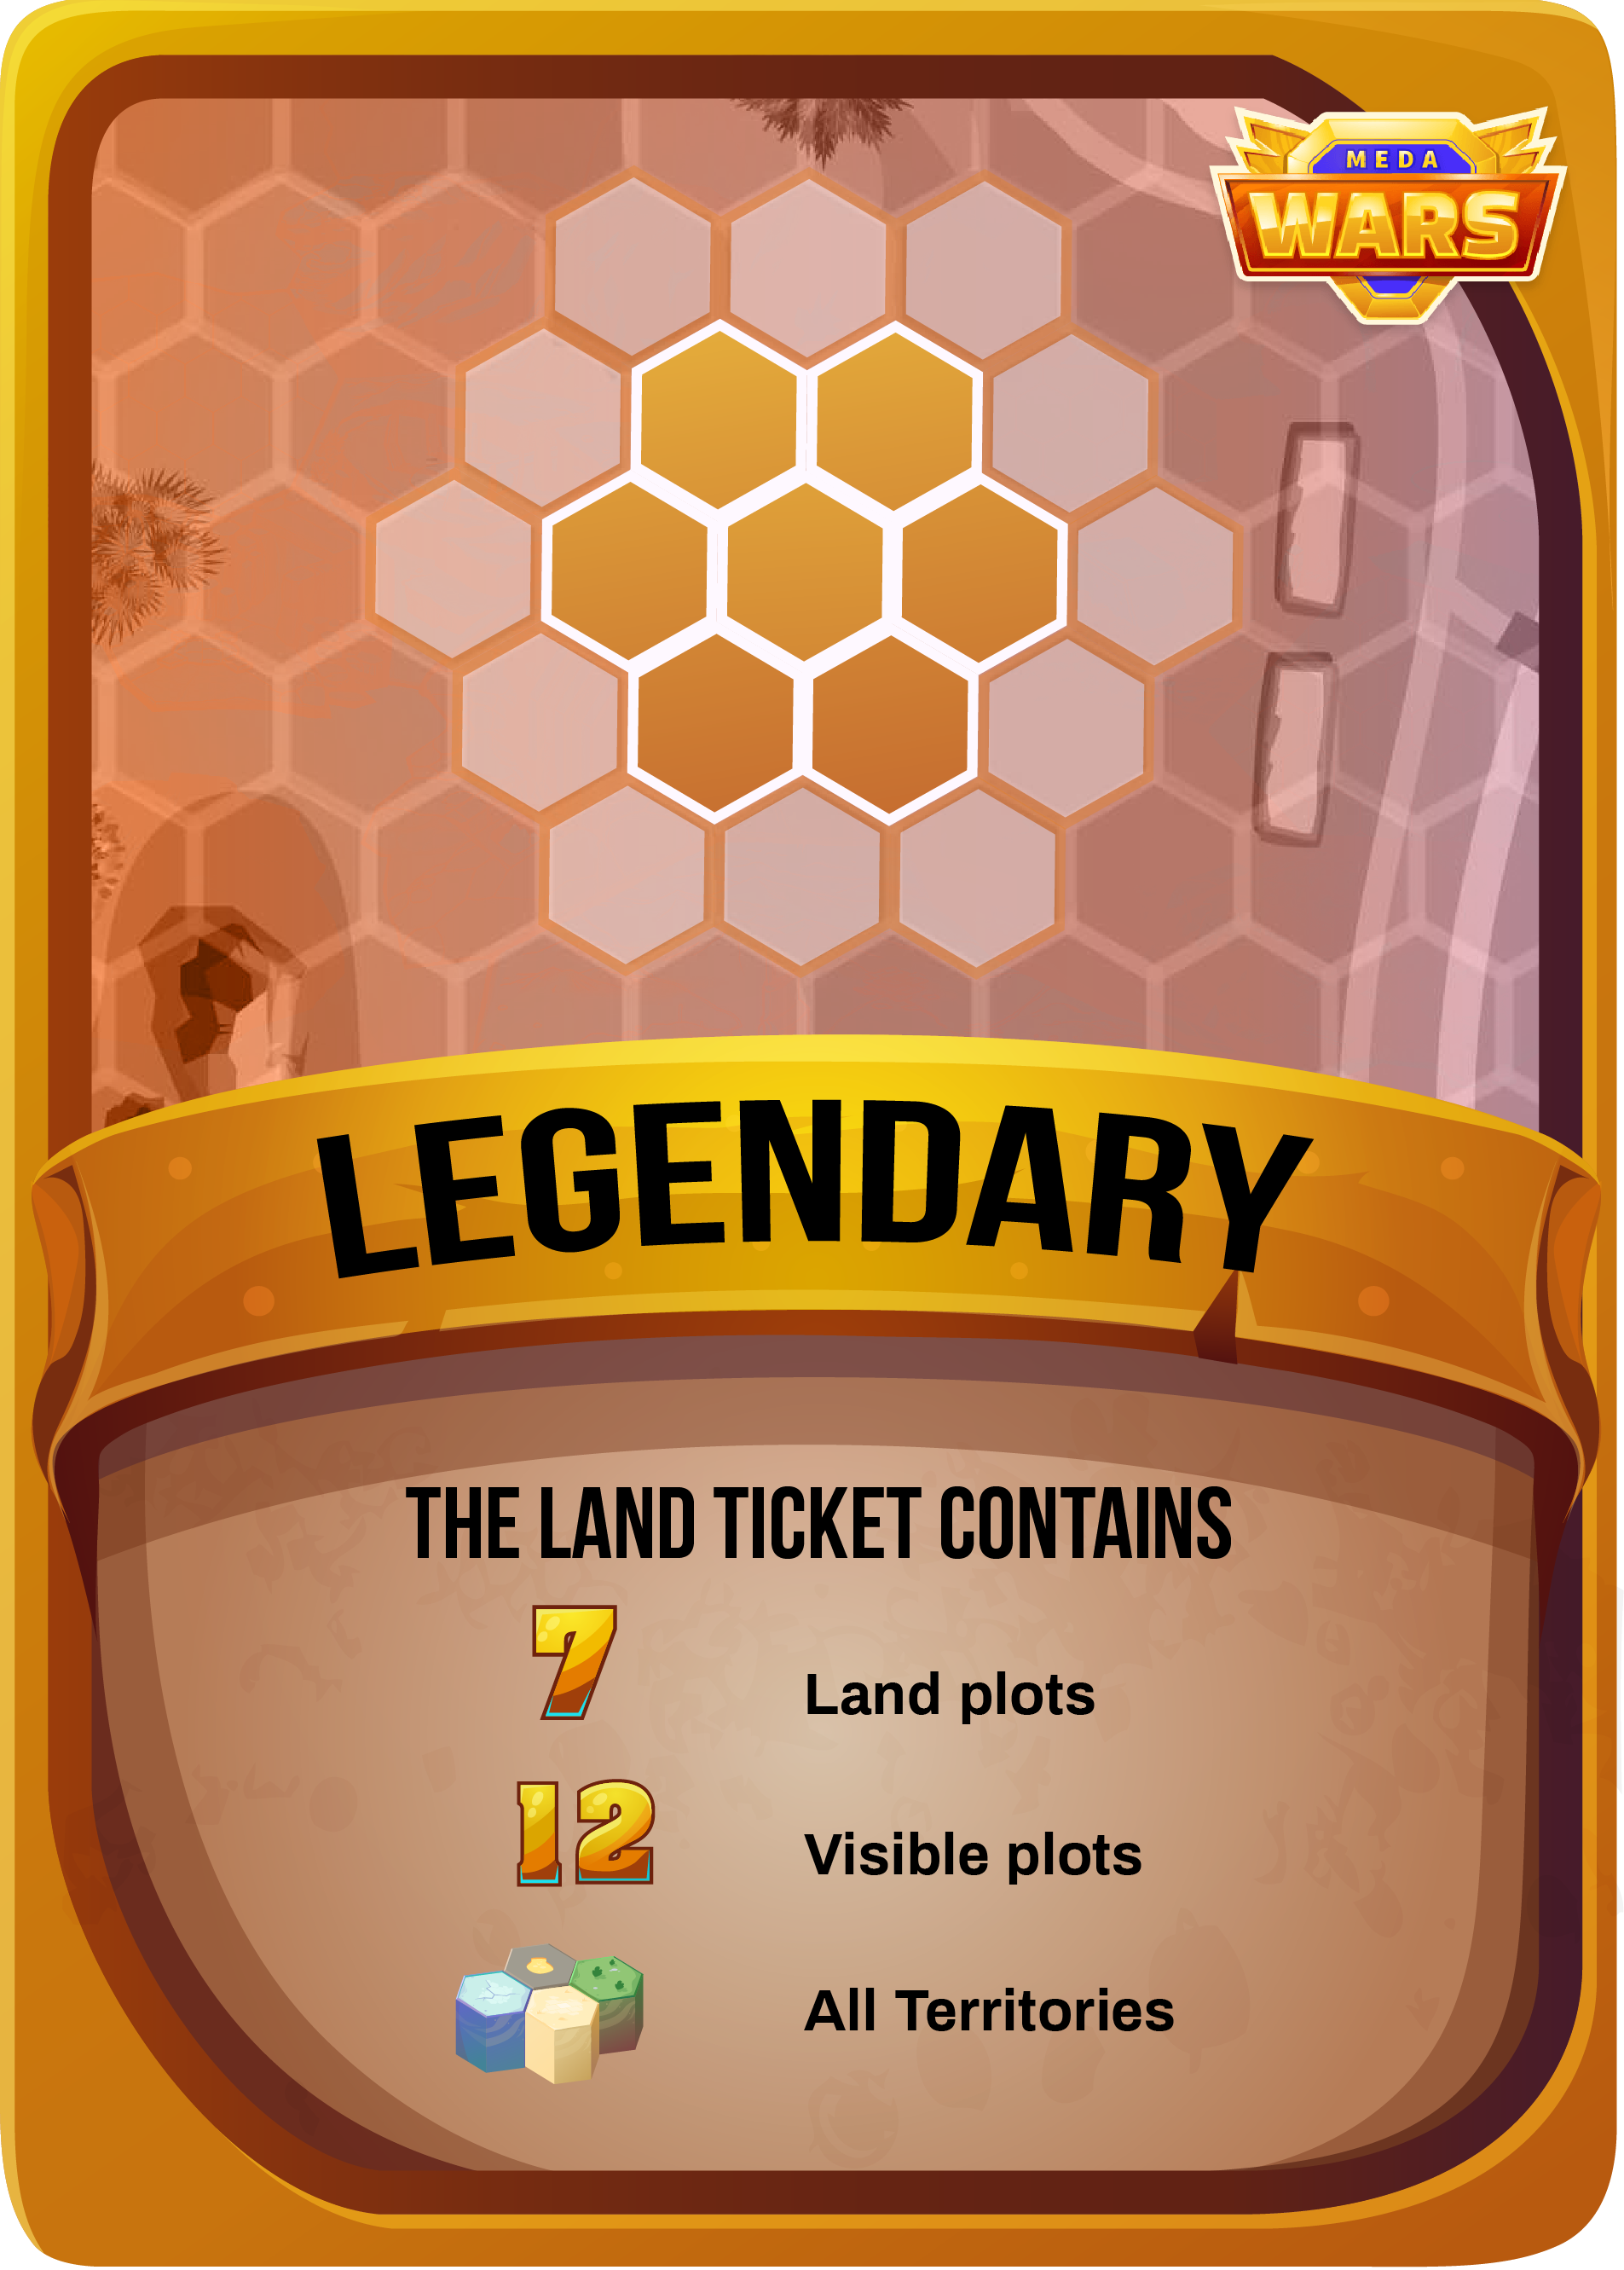 MEDA
WARS
LEGENDARY
THE LAND TICKET CONTAINS
7 Land plots
12 Visible plots
All Territories